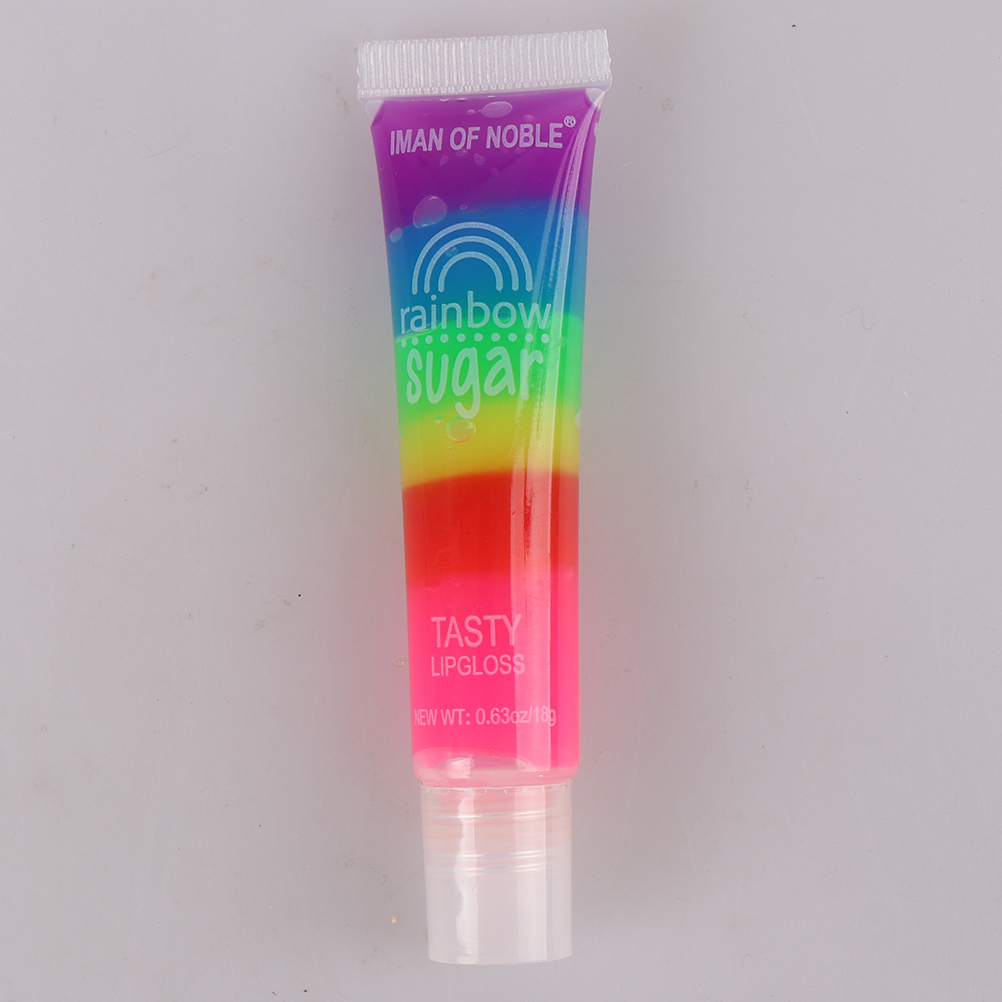 IMAN OF NOBLE®
rainbow
sugar
TASTY
LIPGLOSS
NEW WT: 0.63oz/18g